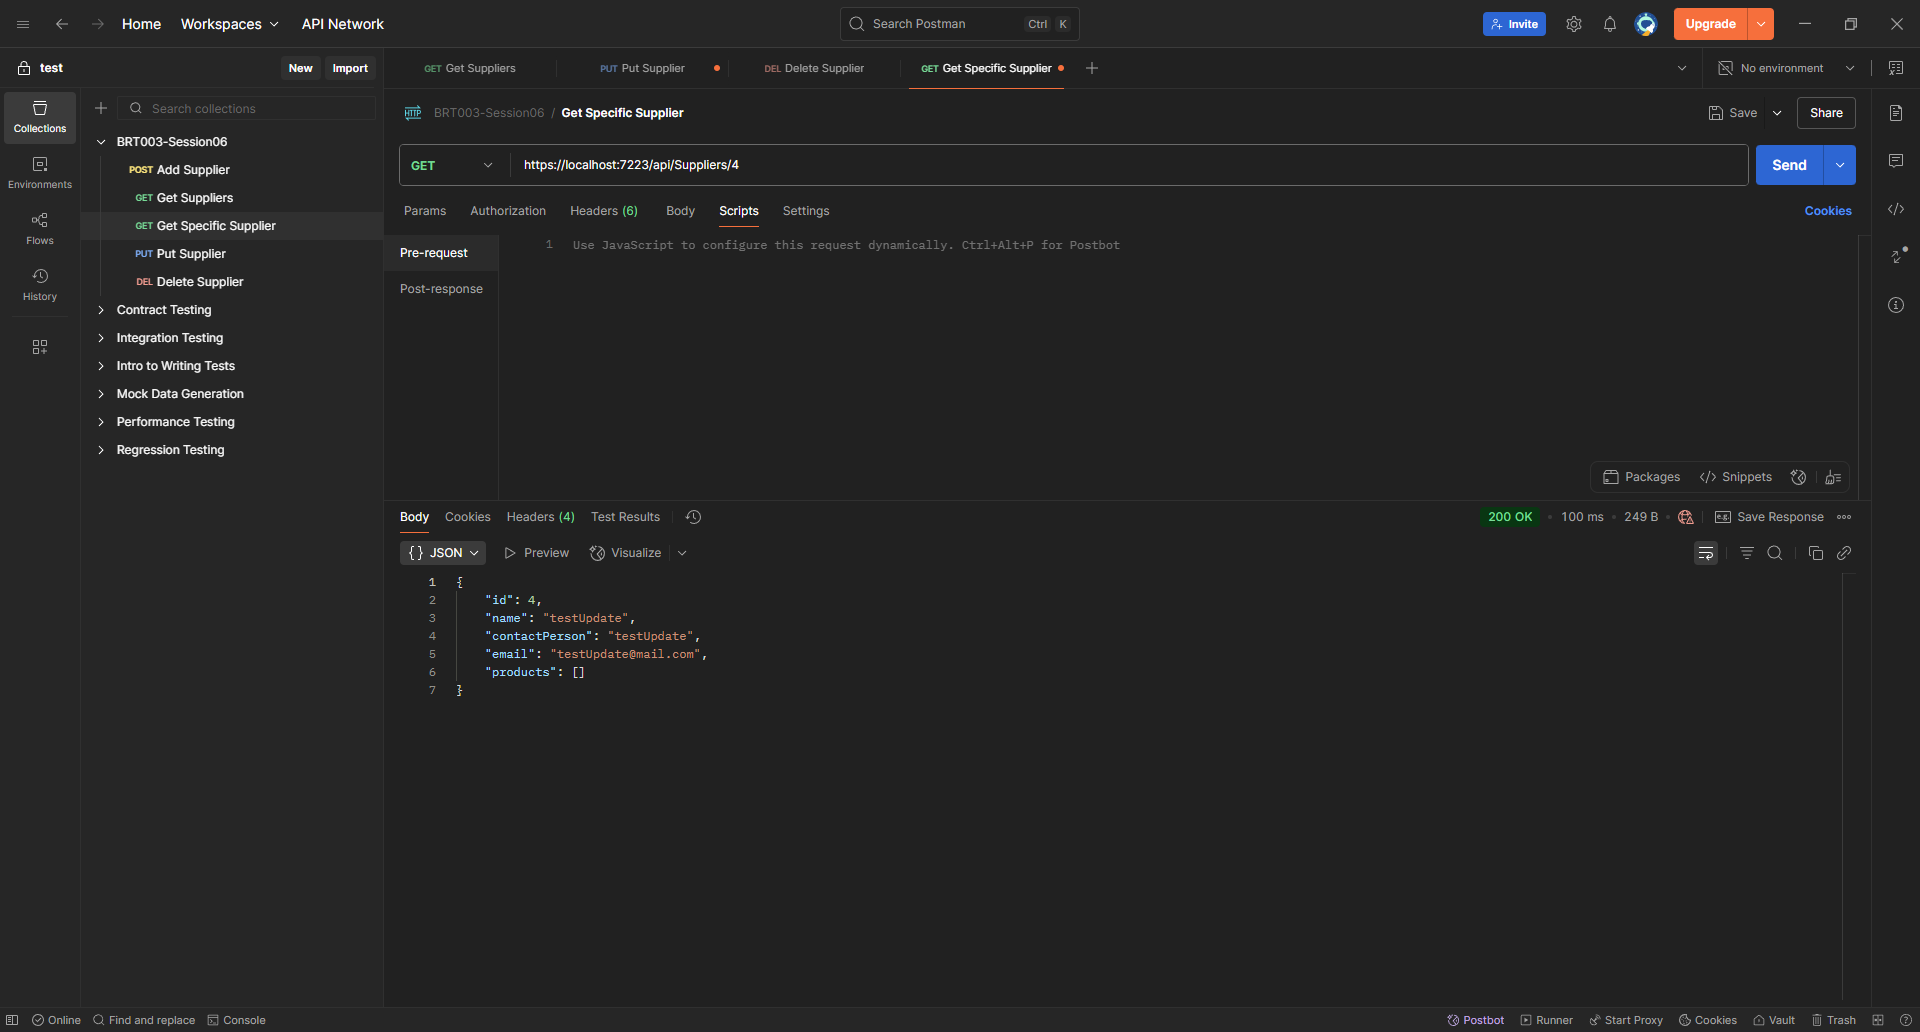 Home Workspaces API Network Search Postman Ctrl K Invite Upgrade
test New Import
GET Get Suppliers PUT Put Supplier DEL Delete Supplier GET Get Specific Supplier No environment
Collections
Environments
Flows
History
Search collections
BRT003-Session06
POST Add Supplier
GET Get Suppliers
GET Get Specific Supplier
PUT Put Supplier
DEL Delete Supplier
Contract Testing
Integration Testing
Intro to Writing Tests
Mock Data Generation
Performance Testing
Regression Testing
HTTP BRT003-Session06 / Get Specific Supplier Save Share
GET https://localhost:7223/api/Suppliers/4 Send
Params Authorization Headers (6) Body Scripts Settings Cookies
Pre-request
Post-response
1 Use JavaScript to configure this request dynamically. Ctrl+Alt+P for Postbot
Packages </> Snippets
Body Cookies Headers (4) Test Results 200 OK • 100 ms • 249 B • e.g. Save Response
{} JSON Preview Visualize
1 {
2 "id": 4,
3 "name": "testUpdate",
4 "contactPerson": "testUpdate",
5 "email": "testUpdate@mail.com",
6 "products": []
7 }
Online Find and replace Console Postbot Runner Start Proxy Cookies Vault Trash